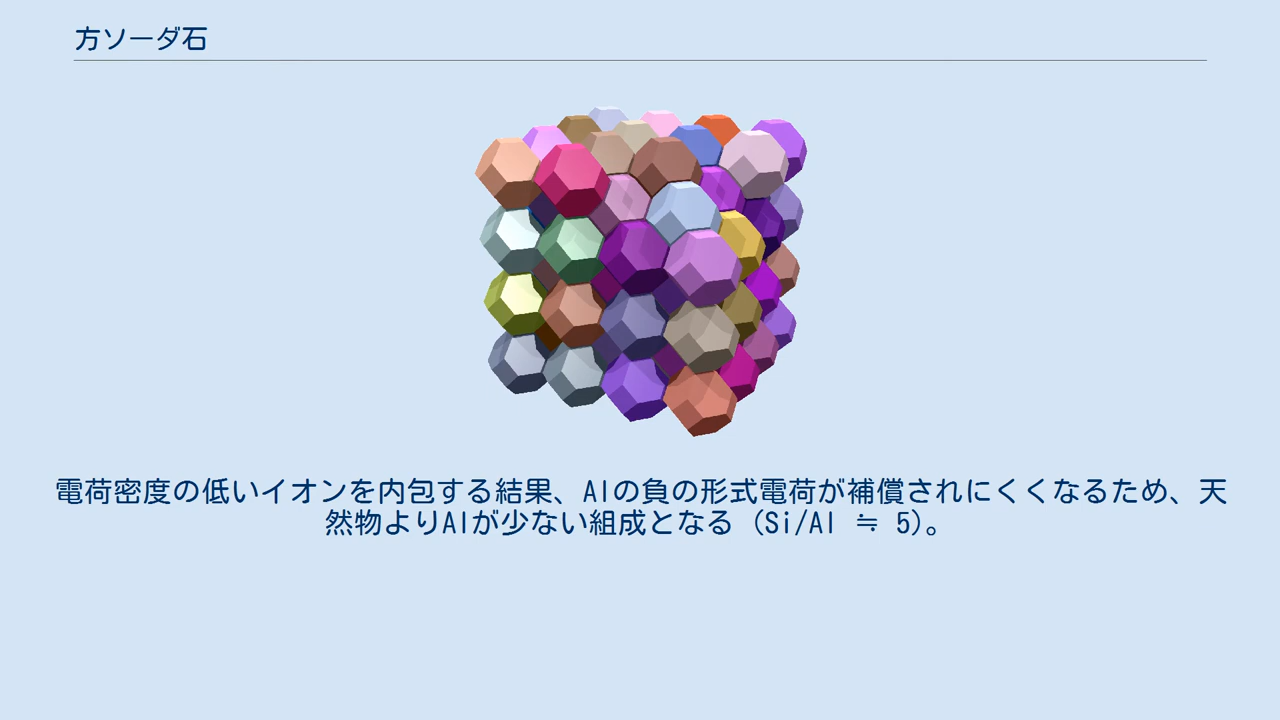 方ソーダ石
電荷密度の低いイオンを内包する結果、Alの負の形式電荷が補償されにくくなるため、天
然物よりAlが少ない組成となる (Si/Al ≒ 5)。